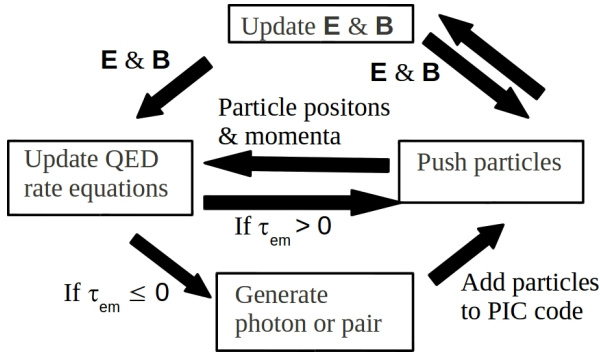 Update E & B
E & B
E & B
Particle positons
& momenta
Update QED
rate equations
Push particles
If τem > 0
If τem ≤ 0
Generate
photon or pair
Add particles
to PIC code